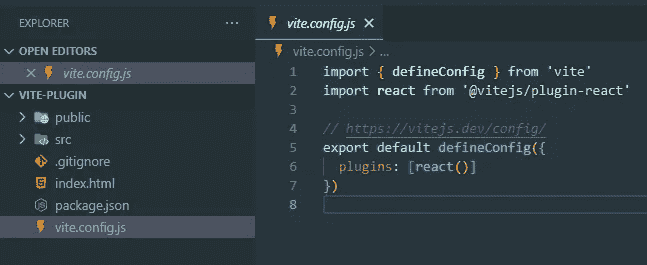 EXPLORER
...
OPEN EDITORS
vite.config.js
VITE-PLUGIN
public
src
.gitignore
index.html
package.json
vite.config.js
vite.config.js
vite.config.js > ...
1 import { defineConfig } from 'vite'
2 import react from '@vitejs/plugin-react'
3
4 // https://vitejs.dev/config/
5 export default defineConfig({
6   plugins: [react()]
7 })
8